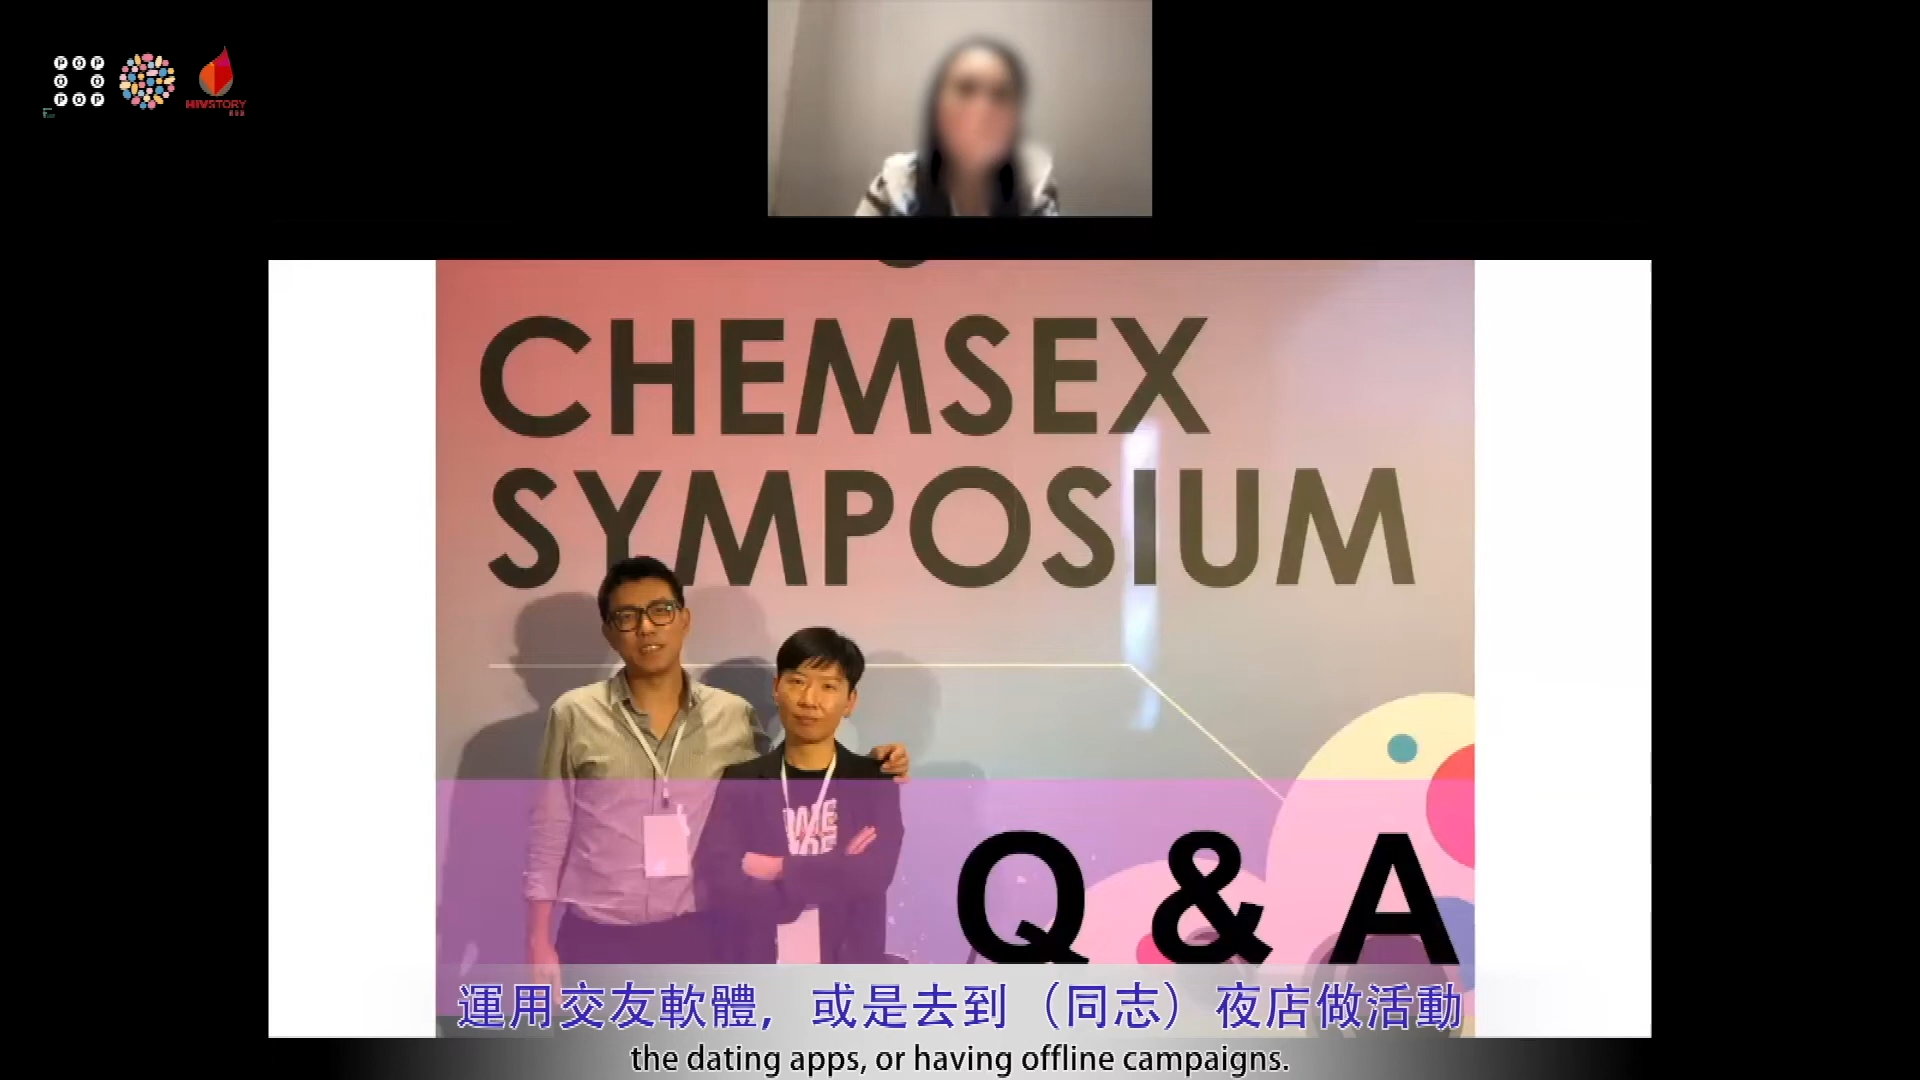 POP
O O
POP
HIVSTORY
CHEMSEX
SYMPOSIUM
Q & A
運用交友軟體，或是去到（同志）夜店做活動
the dating apps, or having offline campaigns.